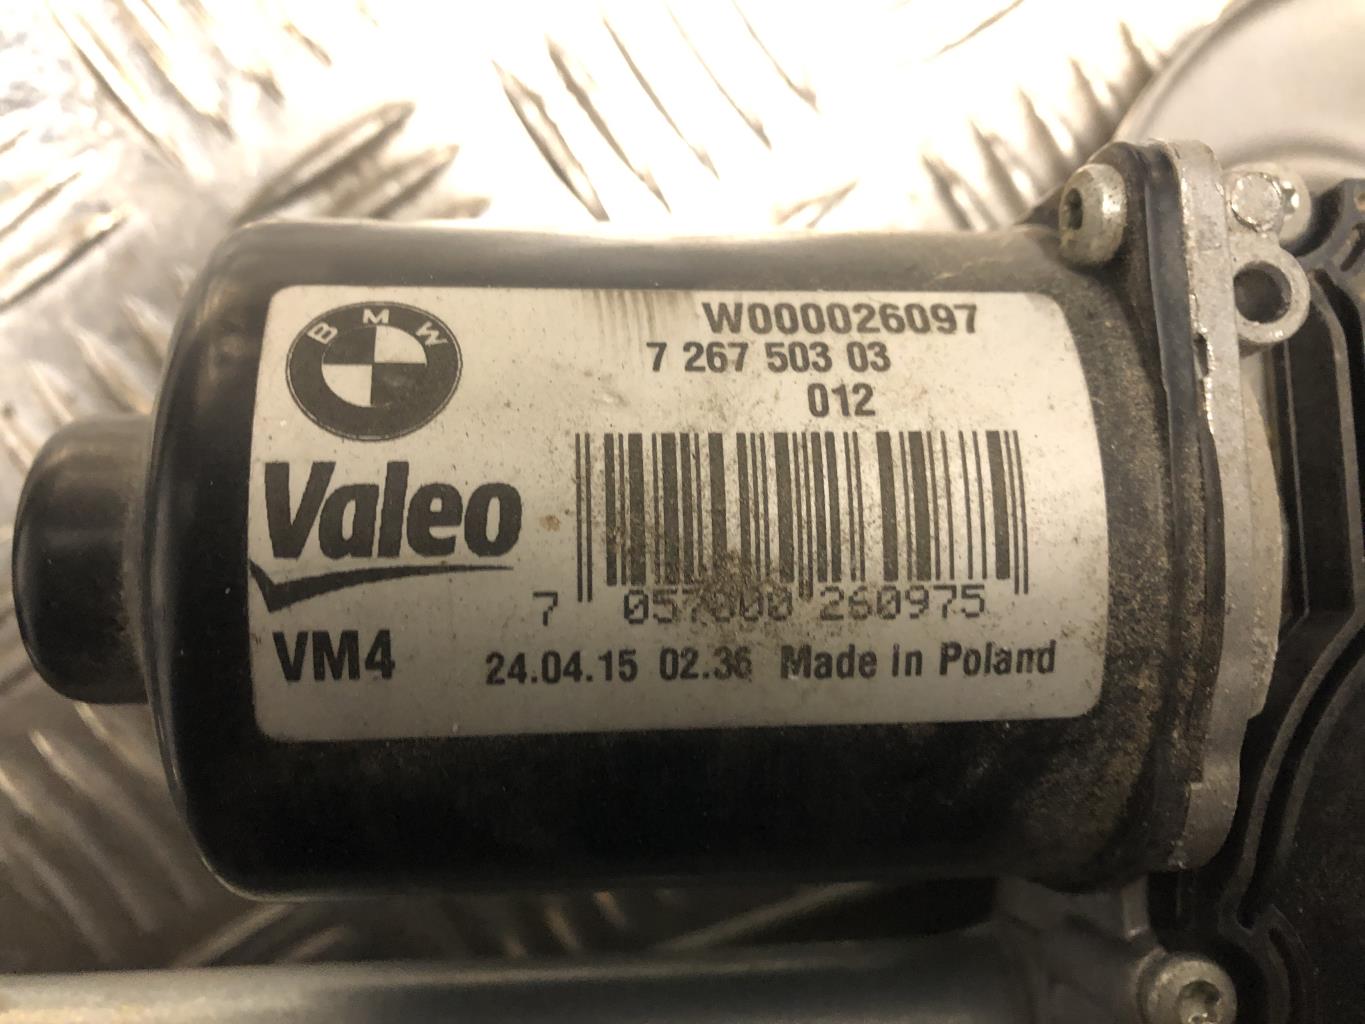 BMW
W000026097
7 267 503 03
012
Valeo
7 057000 260975
VM4
24.04.15 02.36 Made in Poland